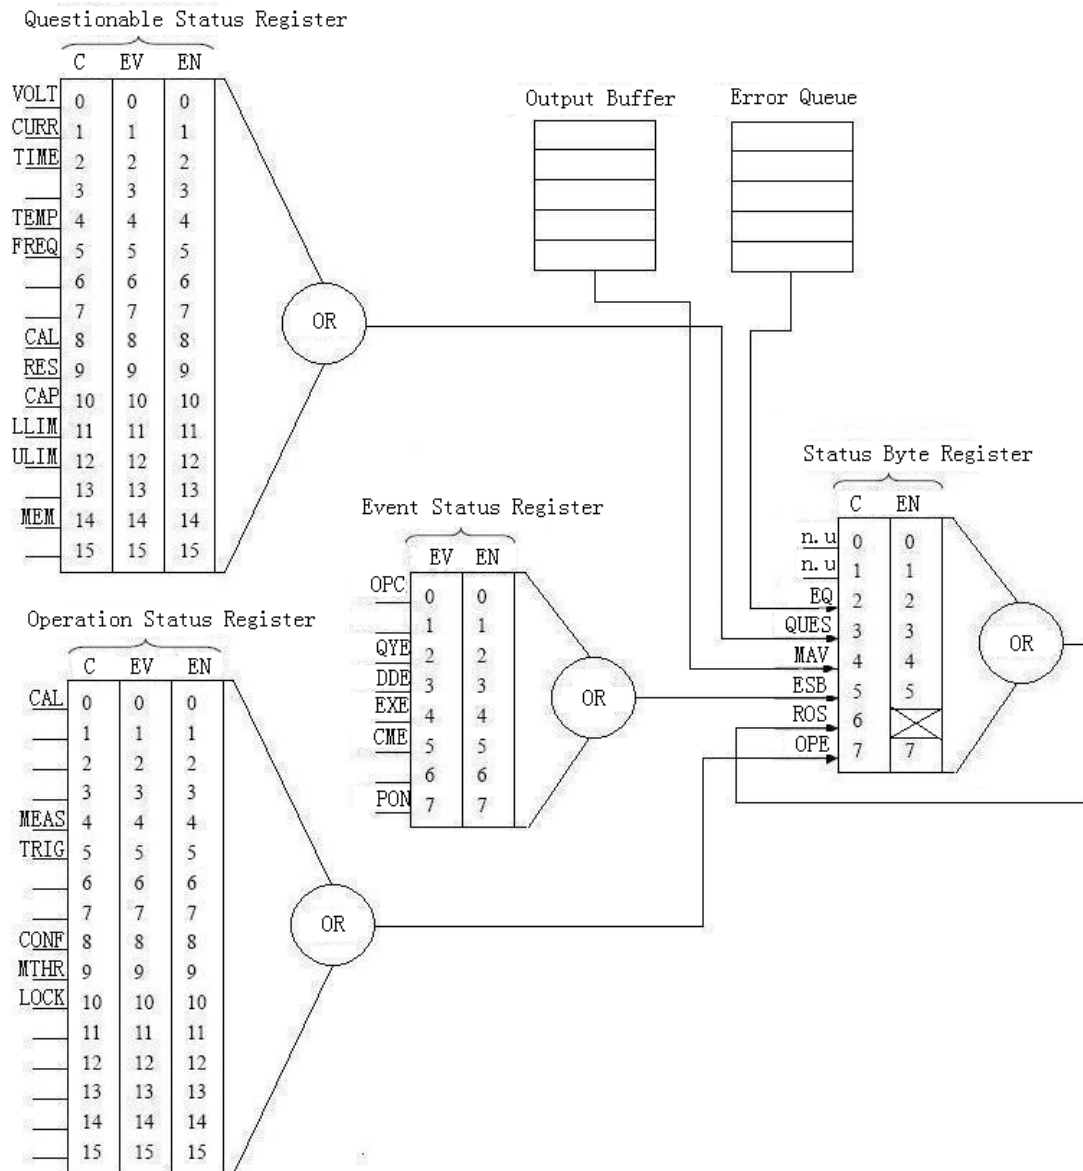 Questionable Status Register
C EV EN
VOLT 0 0 0
CURR 1 1 1
TIME 2 2 2
3 3 3
TEMP 4 4 4
FREQ 5 5 5
6 6 6
7 7 7
CAL 8 8 8
RES 9 9 9
CAP 10 10 10
LLIM 11 11 11
ULIM 12 12 12
13 13 13
MEM 14 14 14
15 15 15
OR
Output Buffer
Error Queue
Event Status Register
EV EN
OPC 0 0
1 1
QYE 2 2
DDE 3 3
EXE 4 4
CME 5 5
6 6
PON 7 7
OR
Status Byte Register
C EN
n.u 0 0
n.u 1 1
EQ 2 2
QUES 3 3
MAV 4 4
ESB 5 5
ROS 6
OPE 7 7
OR
Operation Status Register
C EV EN
CAL 0 0 0
1 1 1
2 2 2
3 3 3
MEAS 4 4 4
TRIG 5 5 5
6 6 6
7 7 7
CONF 8 8 8
MTHR 9 9 9
LOCK 10 10 10
11 11 11
12 12 12
13 13 13
14 14 14
15 15 15
OR